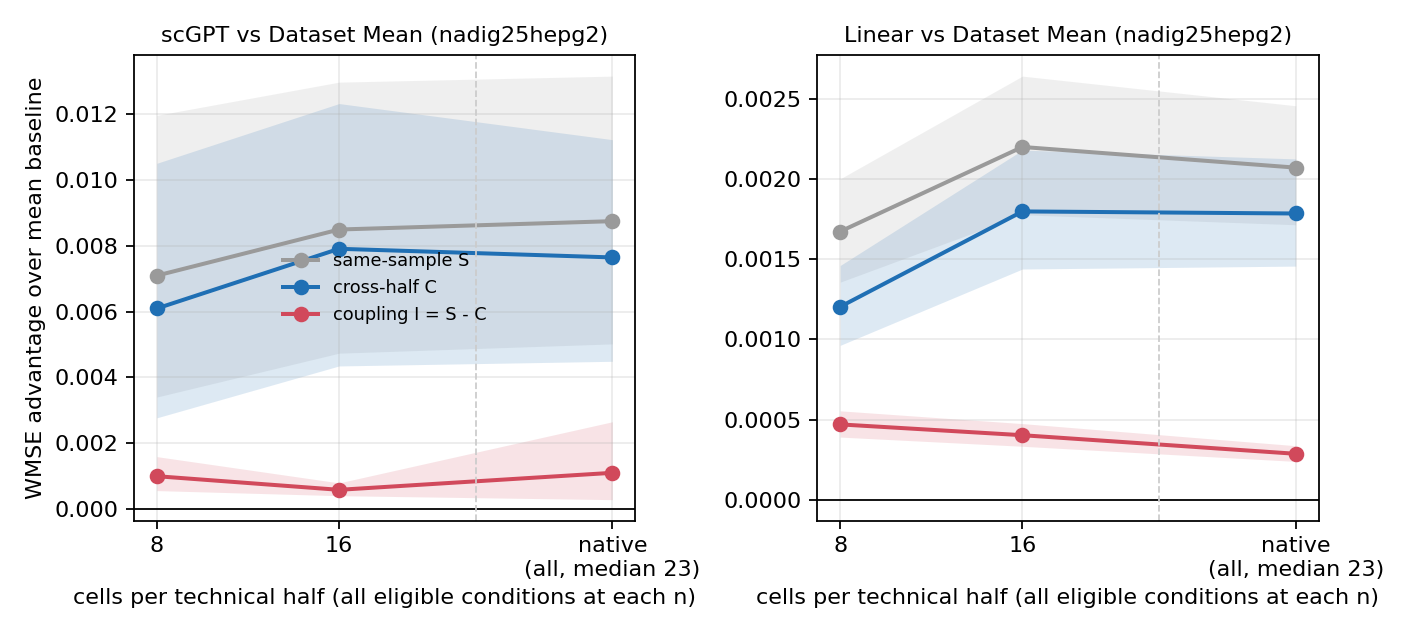 scGPT vs Dataset Mean (nadig25hepg2)
WMSE advantage over mean baseline
0.012
0.010
0.008
0.006
0.004
0.002
0.000
same-sample S
cross-half C
coupling I = S - C
8
16
native
(all, median 23)
cells per technical half (all eligible conditions at each n)
Linear vs Dataset Mean (nadig25hepg2)
0.0025
0.0020
0.0015
0.0010
0.0005
0.0000
8
16
native
(all, median 23)
cells per technical half (all eligible conditions at each n)